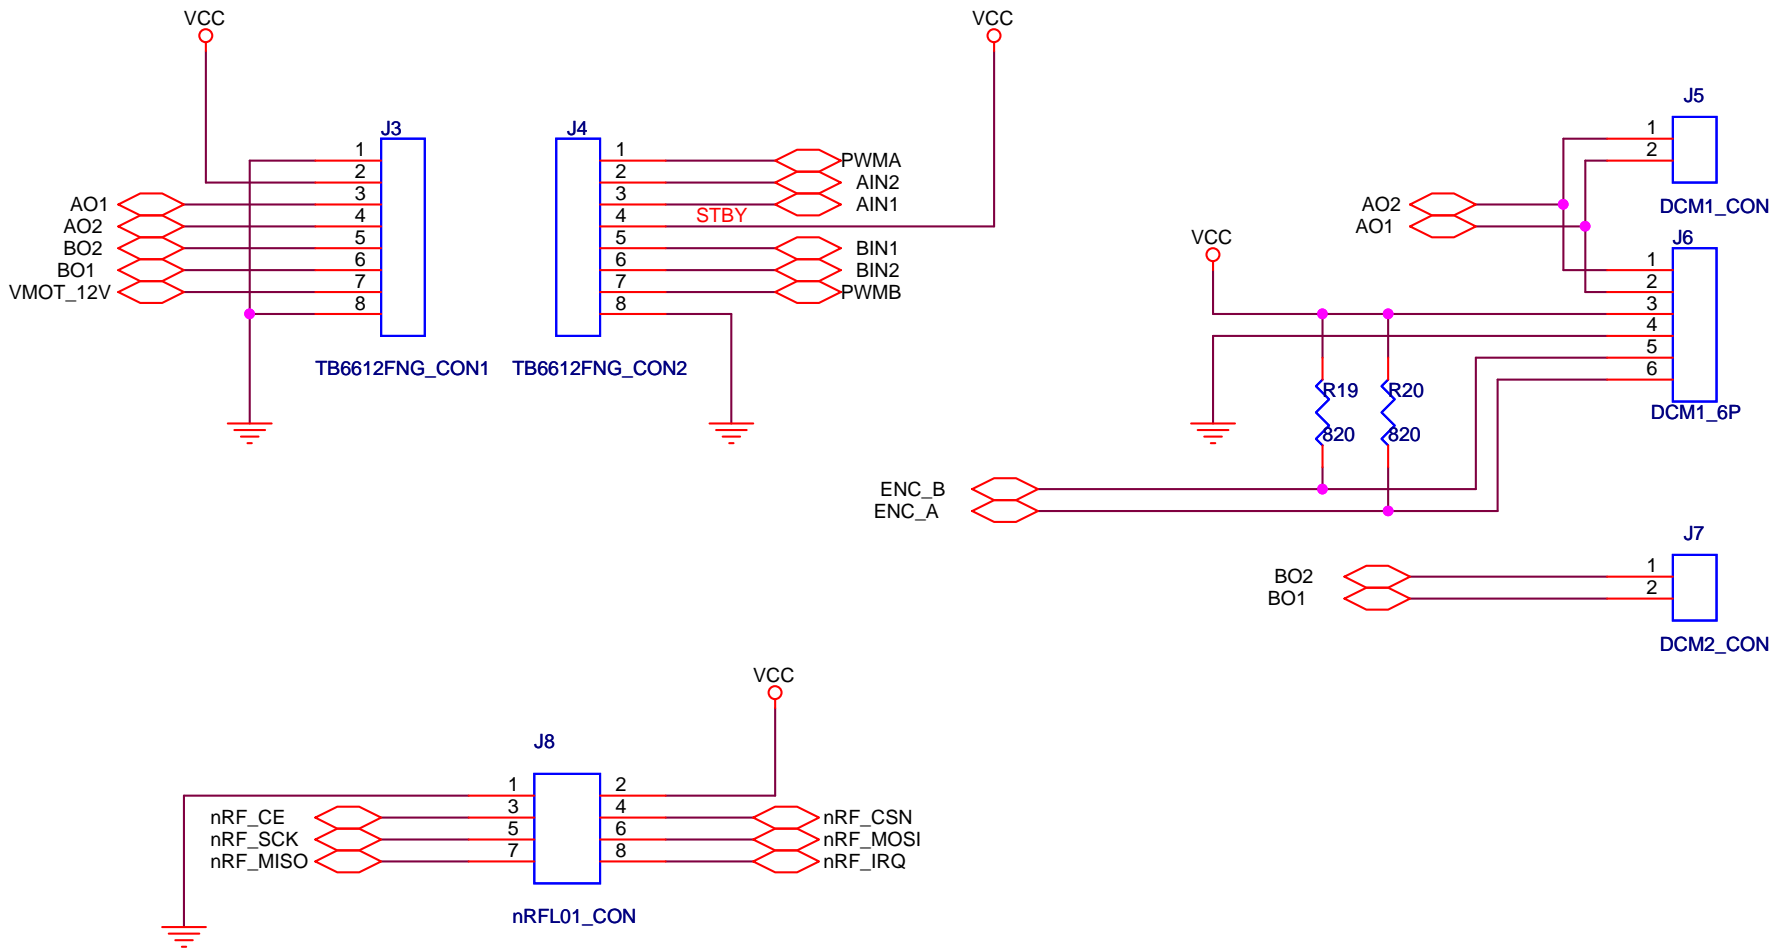 VCC
VCC
J3
J4
1
2
3
4
5
6
7
8
AO1
AO2
BO2
BO1
VMOT_12V
TB6612FNG_CON1
1
2
3
4
5
6
7
8
STBY
PWMA
AIN2
AIN1
BIN1
BIN2
PWMB
TB6612FNG_CON2
J5
1
2
DCM1_CON
AO2
AO1
VCC
J6
1
2
3
4
5
6
DCM1_6P
R19
820
R20
820
ENC_B
ENC_A
J7
1
2
BO2
BO1
DCM2_CON
VCC
J8
1 2
nRF_CE 3 4 nRF_CSN
nRF_SCK 5 6 nRF_MOSI
nRF_MISO 7 8 nRF_IRQ
nRFL01_CON